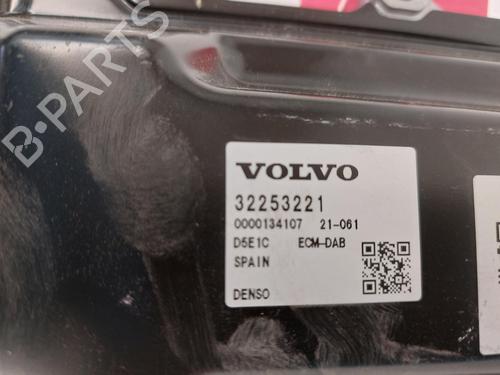 B-PARTS
VOLVO
32253221
0000134107 21-061
D5E1C ECM-DAB
SPAIN
DENSO